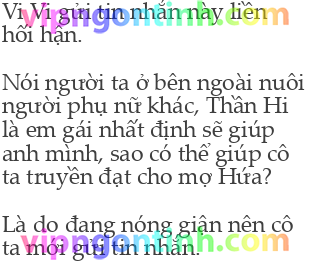 Vi Vi gửi tin nhắn này liền
hối hận.
Nói người ta ở bên ngoài nuôi
người phụ nữ khác, Thần Hi
là em gái nhất định sẽ giúp
anh mình, sao có thể giúp cô
ta truyền đạt cho mợ Hứa?
Là do đang nóng giận nên cô
ta mới gửi tin nhắn.
vipngontinh.com
vipngontinh.com